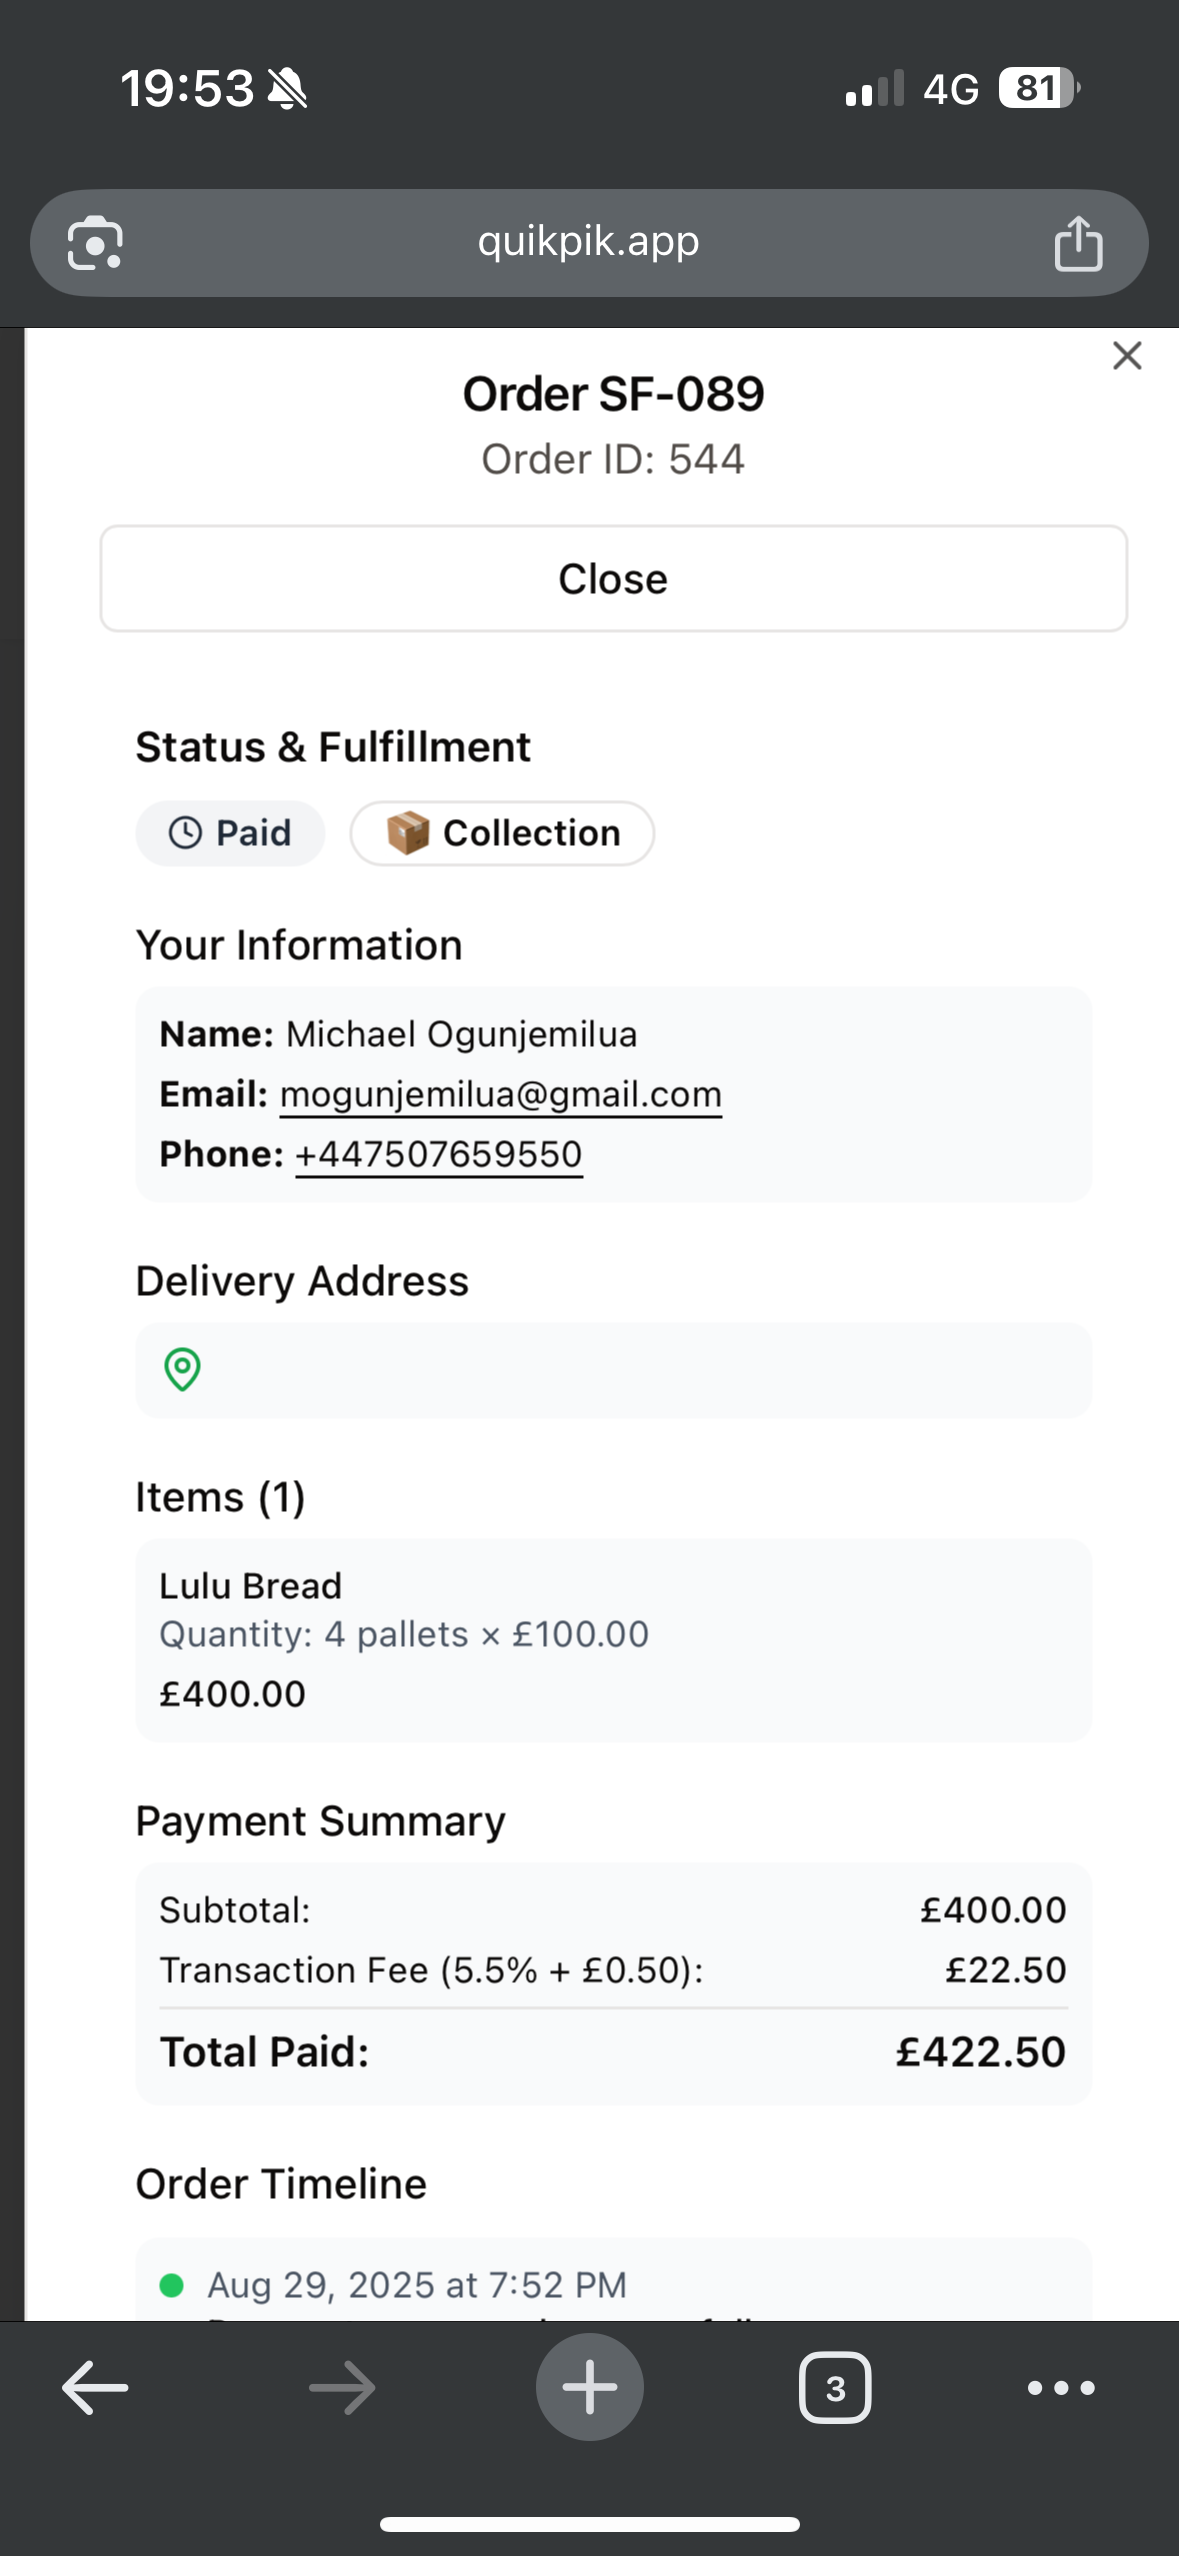 19:53
4G
81
quikpik.app
Order SF-089
Order ID: 544
Close
Status & Fulfillment
Paid
Collection
Your Information
Name: Michael Ogunjemilua
Email: mogunjemilua@gmail.com
Phone: +447507659550
Delivery Address
Items (1)
Lulu Bread
Quantity: 4 pallets × £100.00
£400.00
Payment Summary
Subtotal: £400.00
Transaction Fee (5.5% + £0.50): £22.50
Total Paid: £422.50
Order Timeline
Aug 29, 2025 at 7:52 PM
3